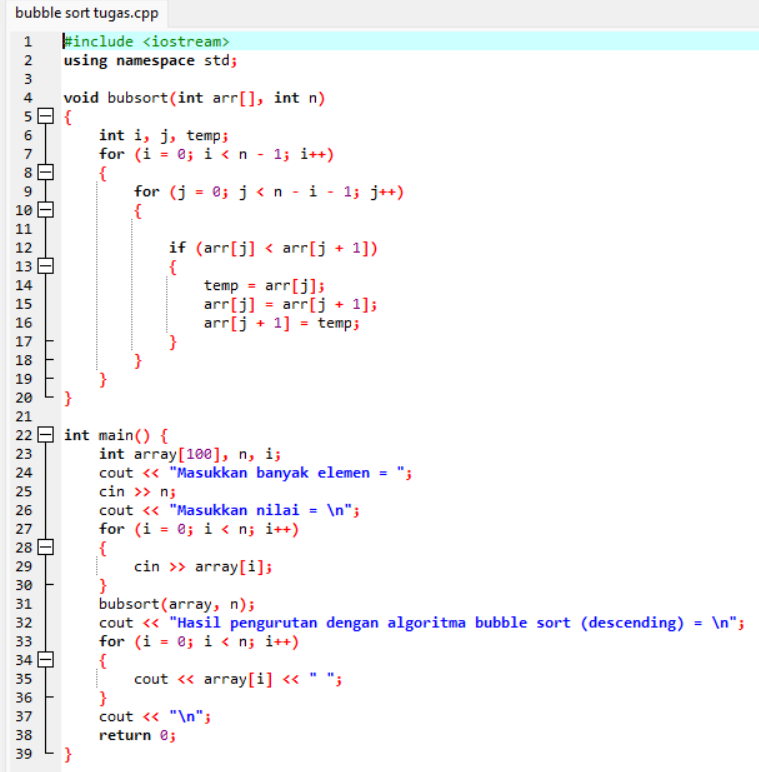 bubble sort tugas.cpp
1 #include <iostream>
2 using namespace std;
3
4 void bubsort(int arr[], int n)
5 {
6     int i, j, temp;
7     for (i = 0; i < n - 1; i++)
8     {
9         for (j = 0; j < n - i - 1; j++)
10         {
11
12             if (arr[j] < arr[j + 1])
13             {
14                 temp = arr[j];
15                 arr[j] = arr[j + 1];
16                 arr[j + 1] = temp;
17             }
18         }
19     }
20 }
21
22 int main() {
23     int array[100], n, i;
24     cout << "Masukkan banyak elemen = ";
25     cin >> n;
26     cout << "Masukkan nilai = \n";
27     for (i = 0; i < n; i++)
28     {
29         cin >> array[i];
30     }
31     bubsort(array, n);
32     cout << "Hasil pengurutan dengan algoritma bubble sort (descending) = \n";
33     for (i = 0; i < n; i++)
34     {
35         cout << array[i] << " ";
36     }
37     cout << "\n";
38     return 0;
39 }